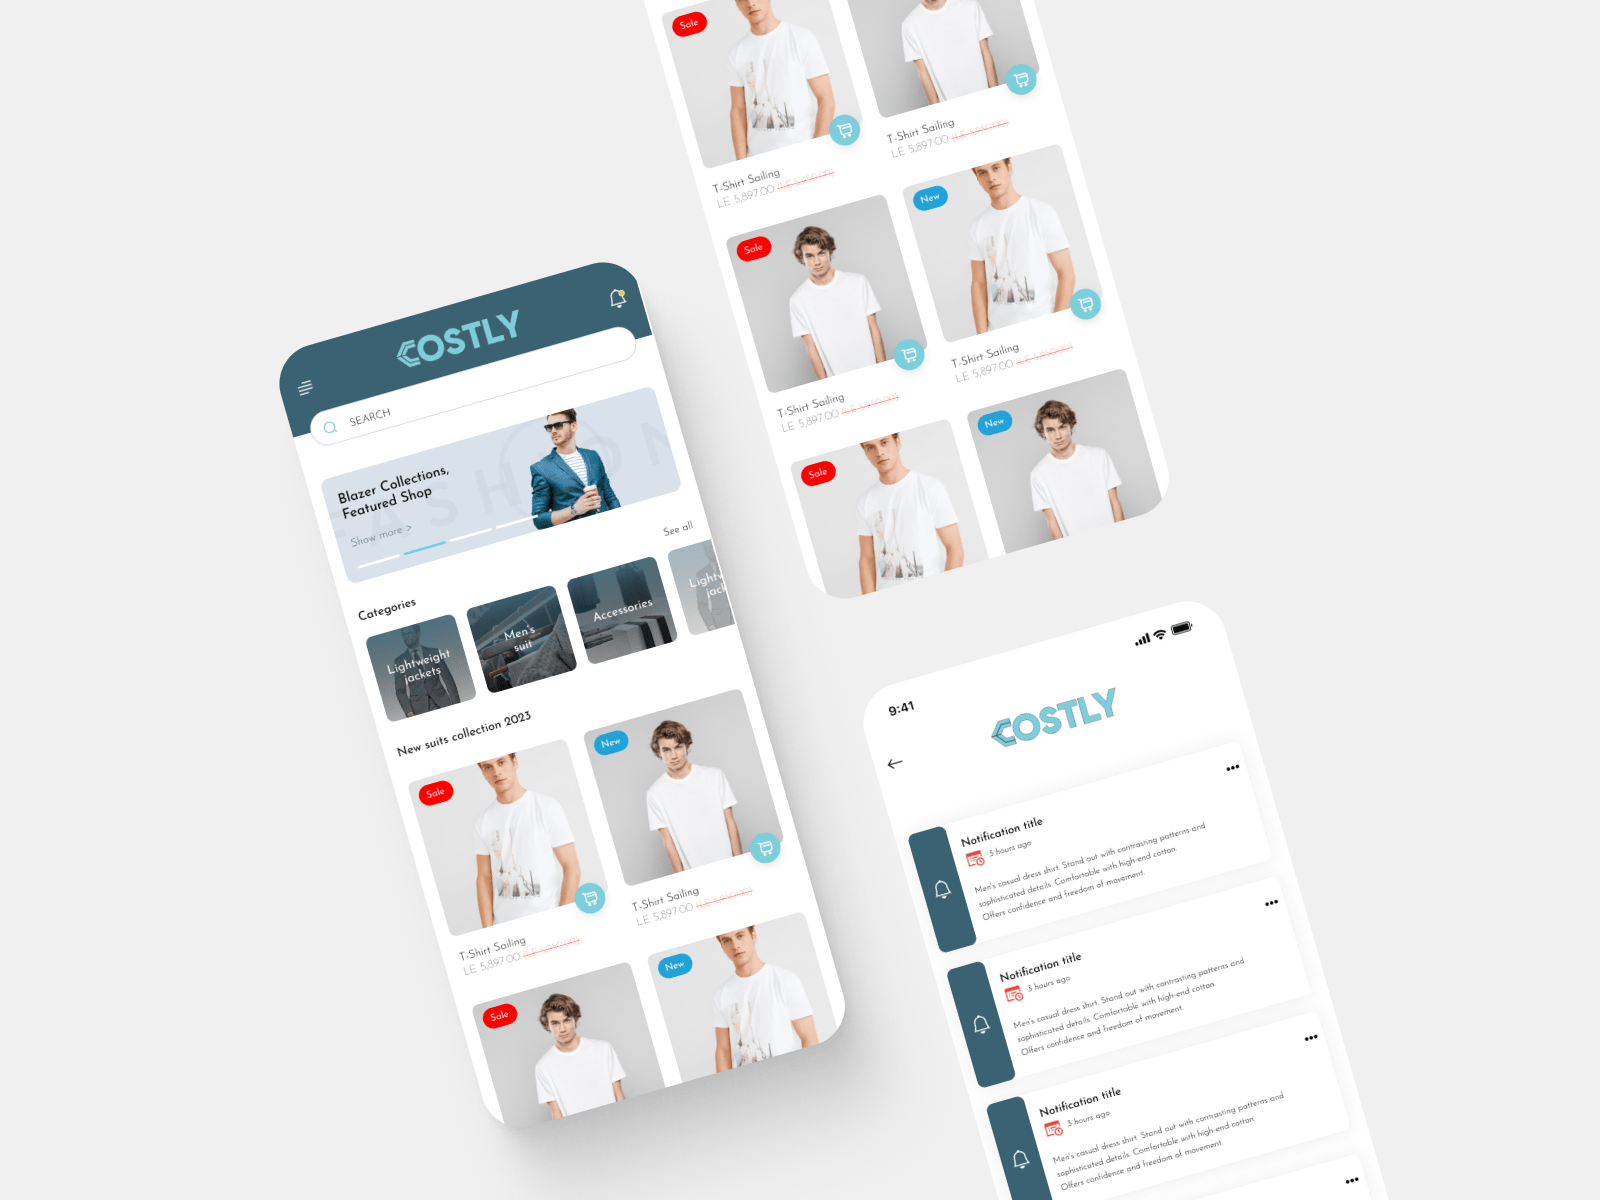 COSTLY
SEARCH
FASHION
Blazer Collections,
Featured Shop
Show more >
See all
Categories
Lightweight
jackets
Men's
suit
Accessories
New suits collection 2023
Sale
T-Shirt Sailing
LE 5,897.00
New
T-Shirt Sailing
LE 5,897.00
Sale
New
Sale
T-Shirt Sailing
LE 5,897.00
T-Shirt Sailing
LE 5,897.00
Sale
T-Shirt Sailing
LE 5,897.00
New
T-Shirt Sailing
LE 5,897.00
Sale
New
9:41
COSTLY
Notification title
3 hours ago
Men's casual dress shirt. Stand out with contrasting patterns and
sophisticated details. Comfortable with high-end cotton.
Offers confidence and freedom of movement.
Notification title
3 hours ago
Men's casual dress shirt. Stand out with contrasting patterns and
sophisticated details. Comfortable with high-end cotton.
Offers confidence and freedom of movement.
Notification title
3 hours ago
Men's casual dress shirt. Stand out with contrasting patterns and
sophisticated details. Comfortable with high-end cotton.
Offers confidence and freedom of movement.